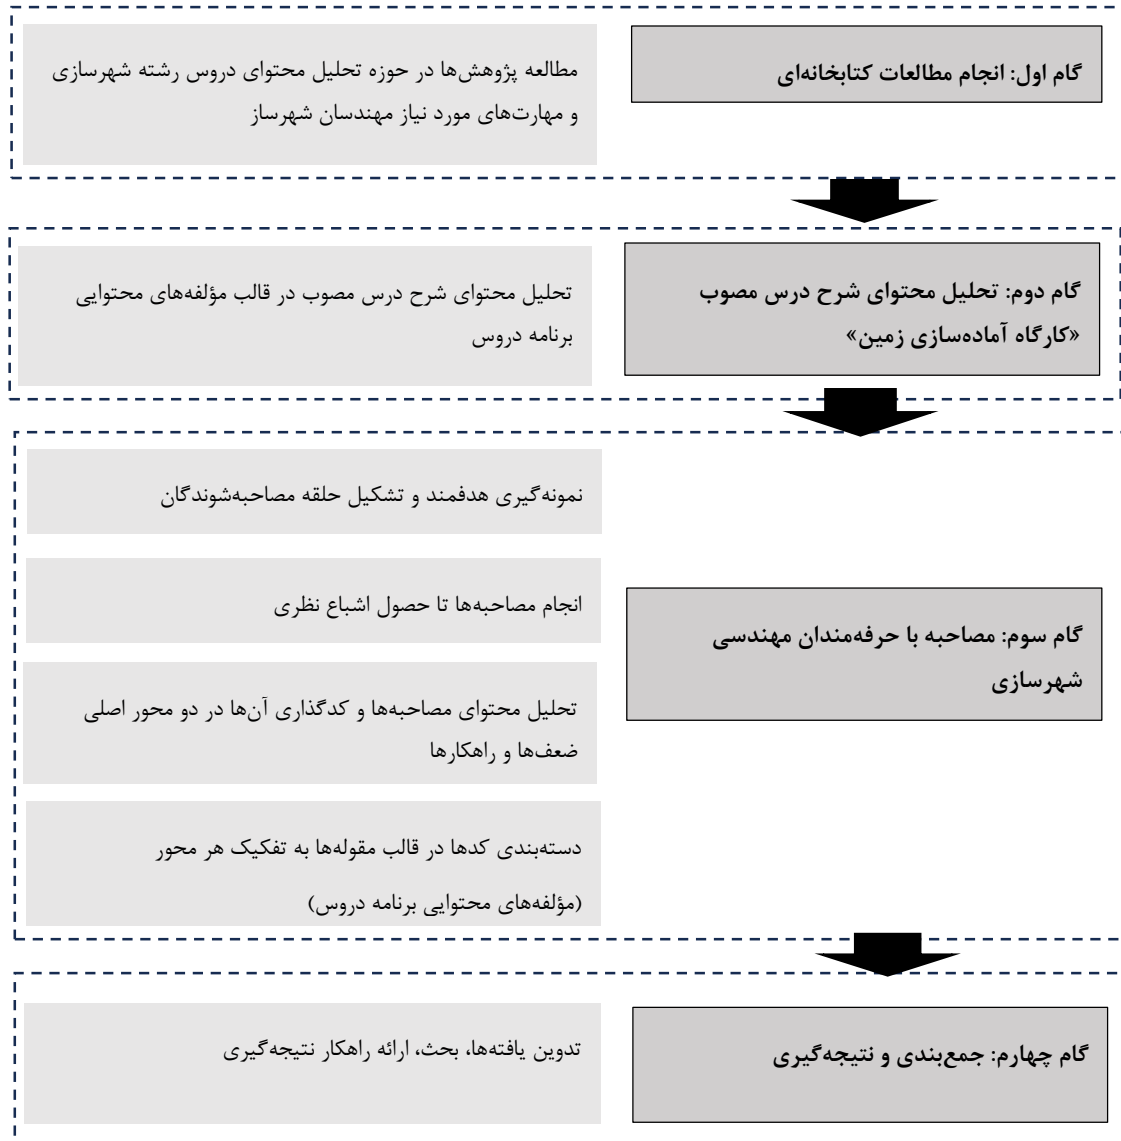 گام اول: انجام مطالعات کتابخانه‌ای
مطالعه پژوهش‌ها در حوزه تحلیل محتوای دروس رشته شهرسازی
و مهارت‌های مورد نیاز مهندسان شهرساز
گام دوم: تحلیل محتوای شرح درس مصوب
«کارگاه آماده‌سازی زمین»
تحلیل محتوای شرح درس مصوب در قالب مؤلفه‌های محتوایی
برنامه دروس
گام سوم: مصاحبه با حرفه‌مندان مهندسی
شهرسازی
نمونه‌گیری هدفمند و تشکیل حلقه مصاحبه‌شوندگان
انجام مصاحبه‌ها تا حصول اشباع نظری
تحلیل محتوای مصاحبه‌ها و کدگذاری آن‌ها در دو محور اصلی
ضعف‌ها و راهکارها
دسته‌بندی کدها در قالب مقوله‌ها به تفکیک هر محور
(مؤلفه‌های محتوایی برنامه دروس)
گام چهارم: جمع‌بندی و نتیجه‌گیری
تدوین یافته‌ها، بحث، ارائه راهکار نتیجه‌گیری